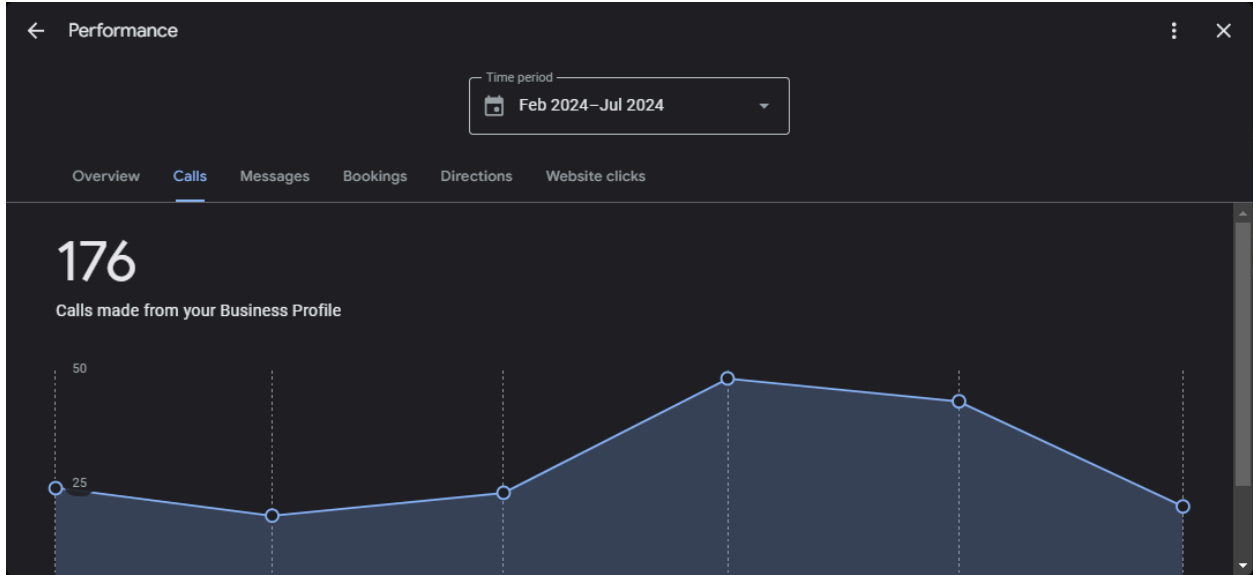 Performance
Time period
Feb 2024–Jul 2024
Overview Calls Messages Bookings Directions Website clicks
176
Calls made from your Business Profile
50
25